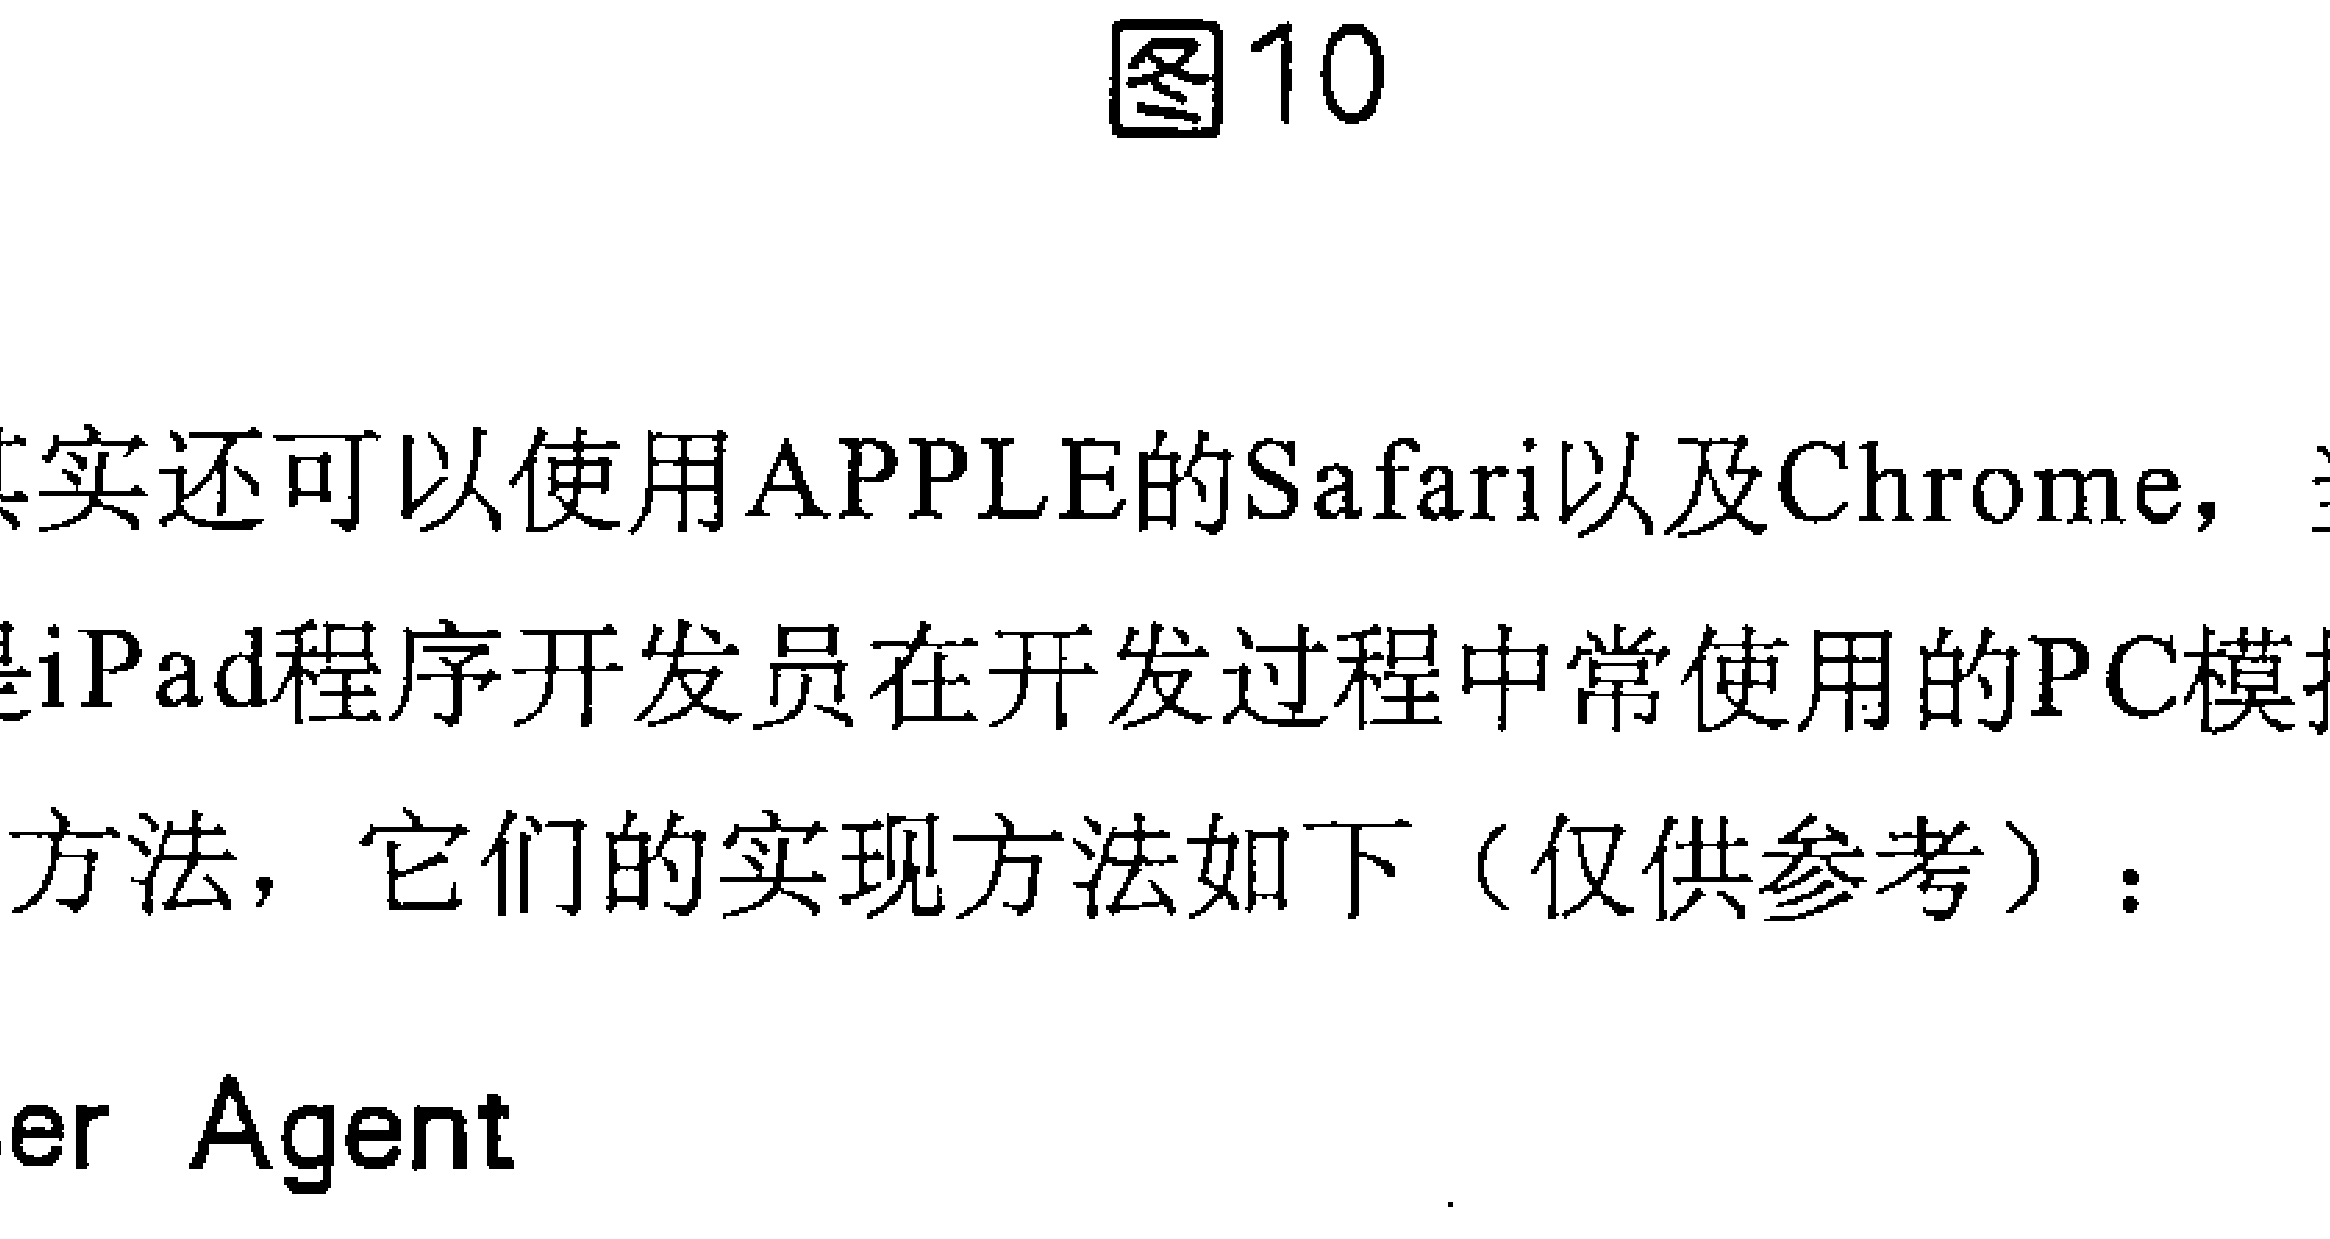 图10
实还可以使用APPLE的Safari以及Chrome，
iPad程序开发员在开发过程中常使用的PC模
方法，它们的实现方法如下（仅供参考）：
er Agent